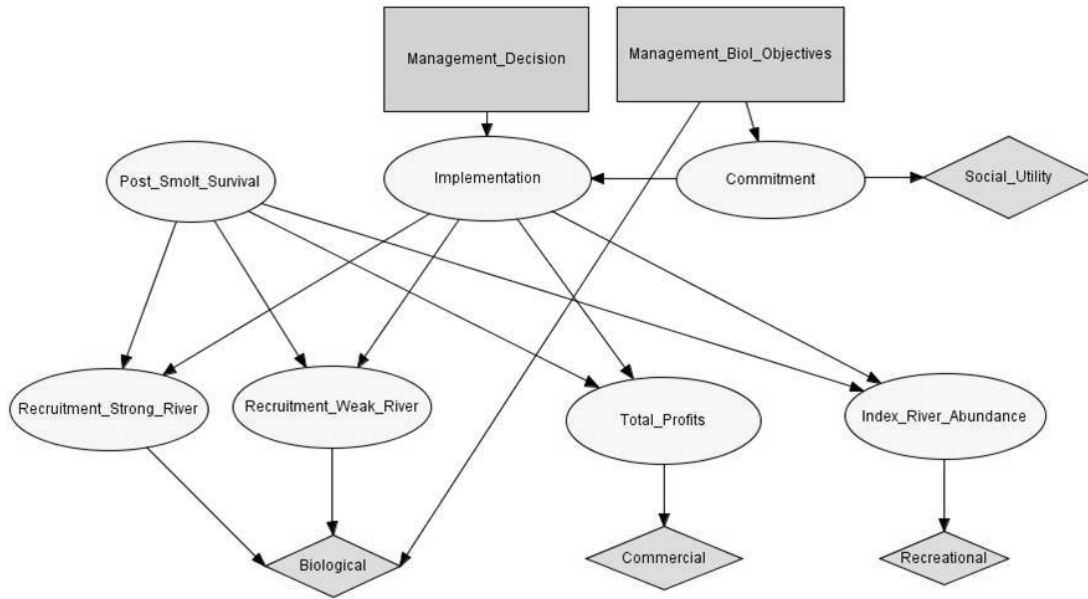 Management_Decision
Management_Biol_Objectives
Post_Smolt_Survival
Implementation
Commitment
Social_Utility
Recruitment_Strong_River
Recruitment_Weak_River
Total_Profits
Index_River_Abundance
Biological
Commercial
Recreational